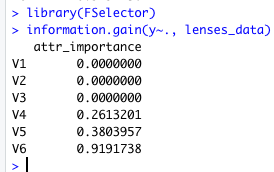 > library(FSelector)
> information.gain(y~., lenses_data)
attr_importance
V1 0.0000000
V2 0.0000000
V3 0.0000000
V4 0.2613201
V5 0.3803957
V6 0.9191738
>